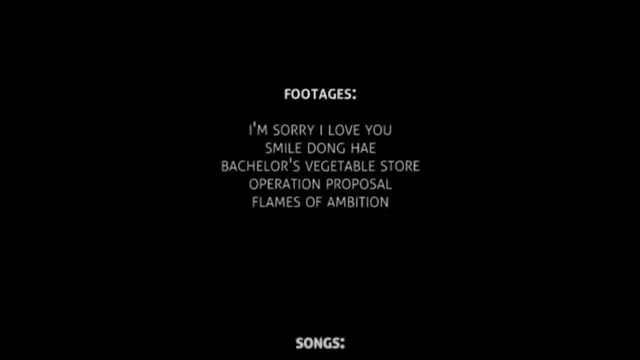 FOOTAGES:
I'M SORRY I LOVE YOU
SMILE DONG HAE
BACHELOR'S VEGETABLE STORE
OPERATION PROPOSAL
FLAMES OF AMBITION
SONGS: